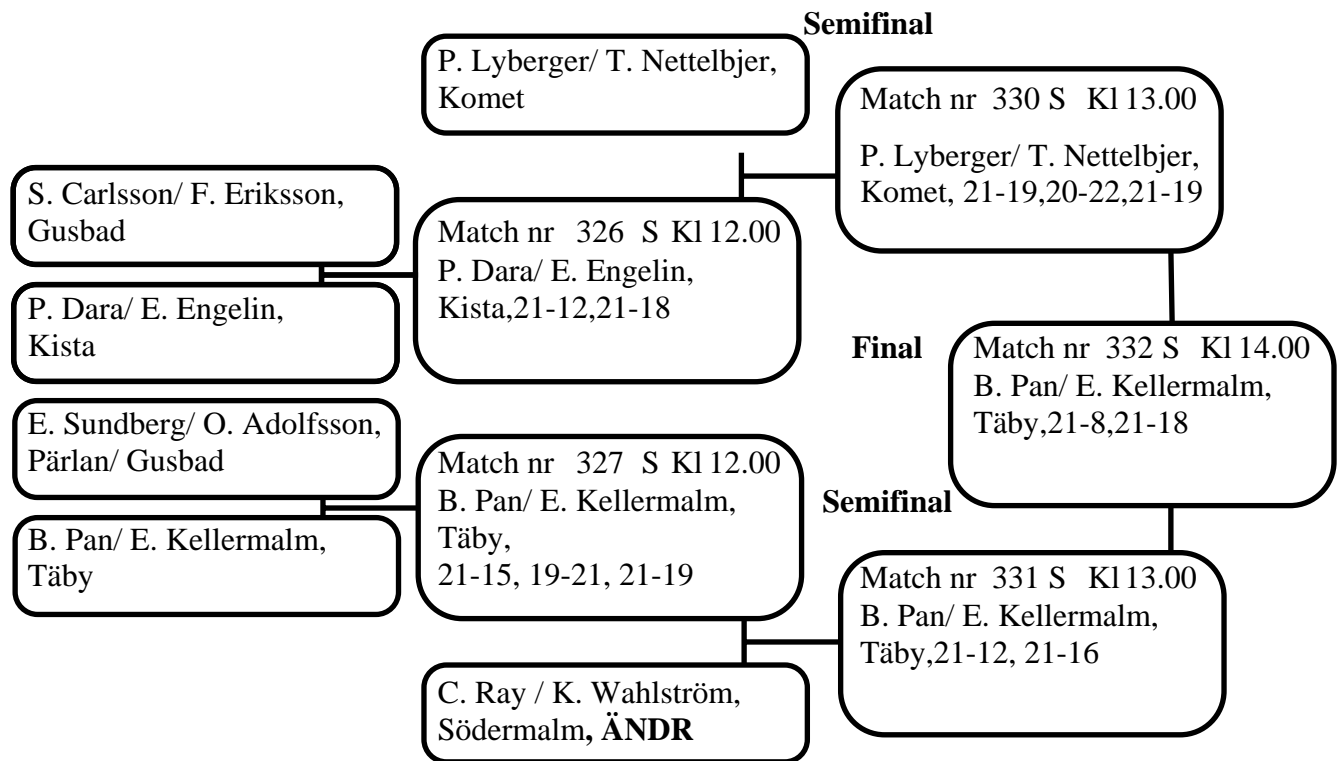 Semifinal
P. Lyberger/ T. Nettelbjer,
Komet
Match nr 330 S Kl 13.00
P. Lyberger/ T. Nettelbjer,
Komet, 21-19,20-22,21-19
S. Carlsson/ F. Eriksson,
Gusbad
Match nr 326 S Kl 12.00
P. Dara/ E. Engelin,
Kista,21-12,21-18
P. Dara/ E. Engelin,
Kista
Final
Match nr 332 S Kl 14.00
B. Pan/ E. Kellermalm,
Täby,21-8,21-18
E. Sundberg/ O. Adolfsson,
Pärlan/ Gusbad
Match nr 327 S Kl 12.00
B. Pan/ E. Kellermalm,
Täby,
21-15, 19-21, 21-19
Semifinal
B. Pan/ E. Kellermalm,
Täby
Match nr 331 S Kl 13.00
B. Pan/ E. Kellermalm,
Täby,21-12, 21-16
C. Ray / K. Wahlström,
Södermalm, ÄNDR